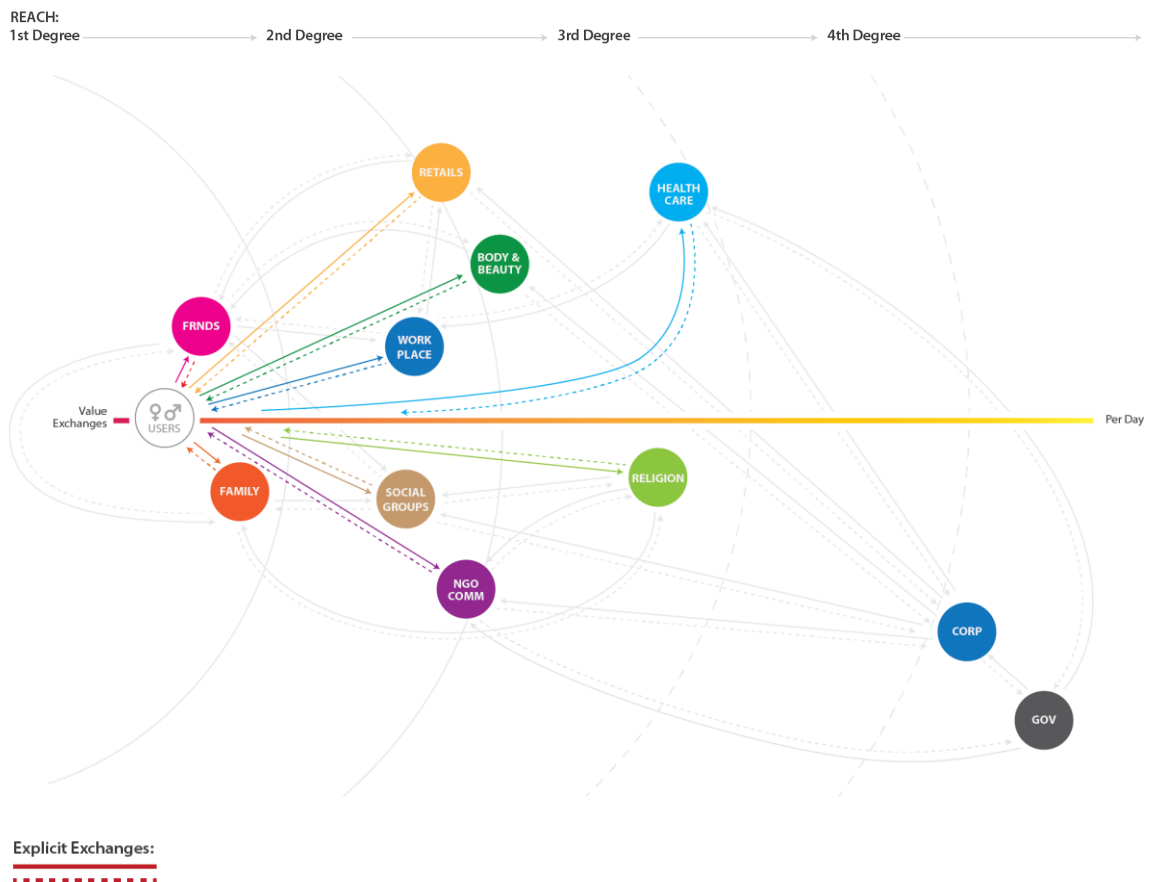 REACH:
1st Degree
2nd Degree
3rd Degree
4th Degree
RETAILS
HEALTH
CARE
BODY &
BEAUTY
FRNDS
WORK
PLACE
Value
Exchanges
USERS
Per Day
FAMILY
SOCIAL
GROUPS
RELIGION
NGO
COMM
CORP
GOV
Explicit Exchanges: